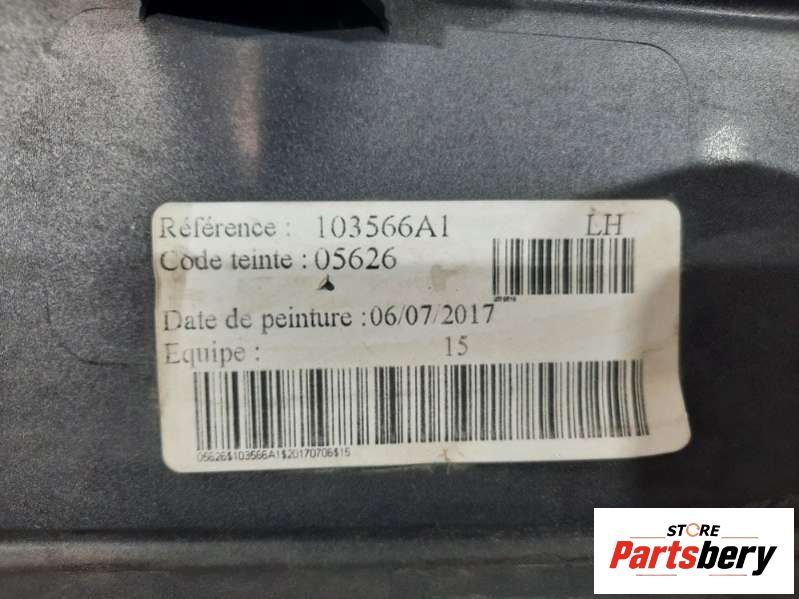 Référence : 103566A1 LH
Code teinte : 05626
Date de peinture : 06/07/2017
Equipe : 15
05626$103566A1$20170706$15
STORE
Partsbery